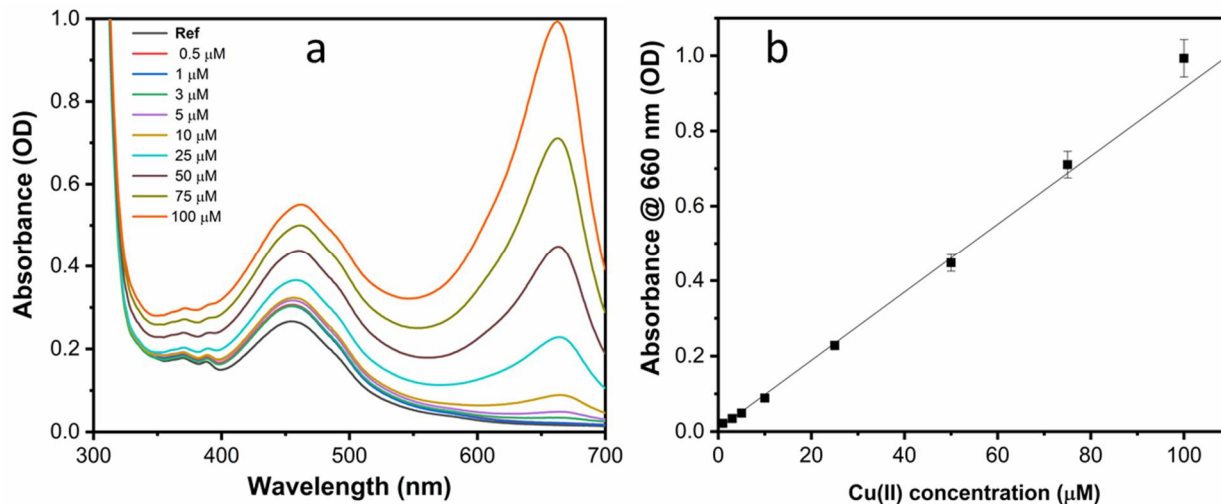 a
Ref
0.5 μM
1 μM
3 μM
5 μM
10 μM
25 μM
50 μM
75 μM
100 μM
Absorbance (OD)
1.0
0.8
0.6
0.4
0.2
0.0
300 400 500 600 700
Wavelength (nm)
b
Absorbance @ 660 nm (OD)
1.0
0.8
0.6
0.4
0.2
0.0
0 20 40 60 80 100
Cu(II) concentration (μM)